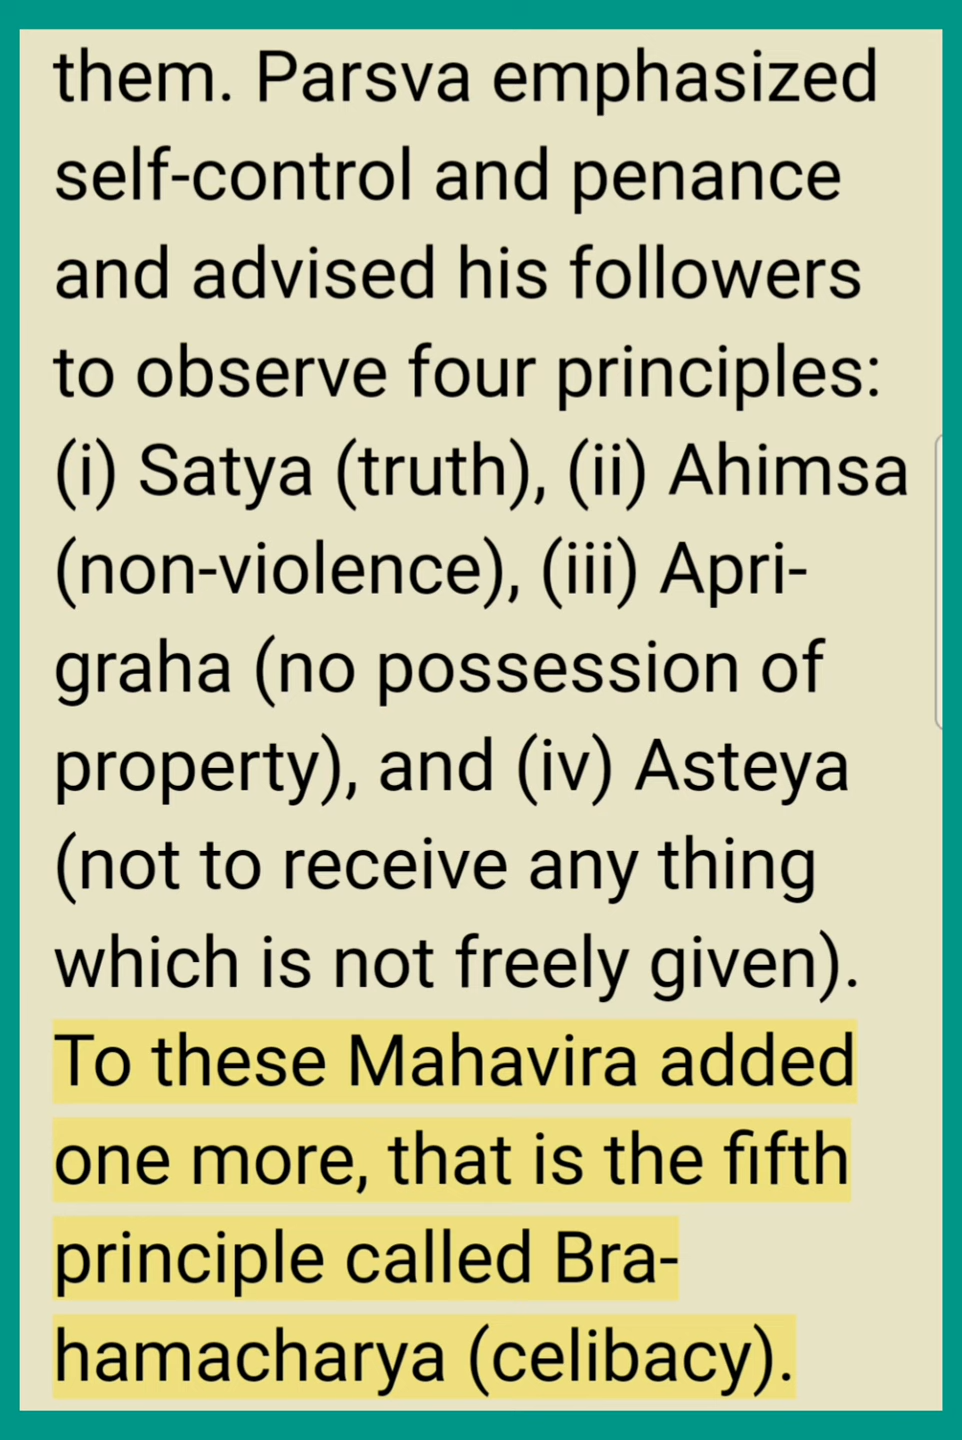 them. Parsva emphasized
self-control and penance
and advised his followers
to observe four principles:
(i) Satya (truth), (ii) Ahimsa
(non-violence), (iii) Apri-
graha (no possession of
property), and (iv) Asteya
(not to receive any thing
which is not freely given).
To these Mahavira added
one more, that is the fifth
principle called Bra-
hamacharya (celibacy).